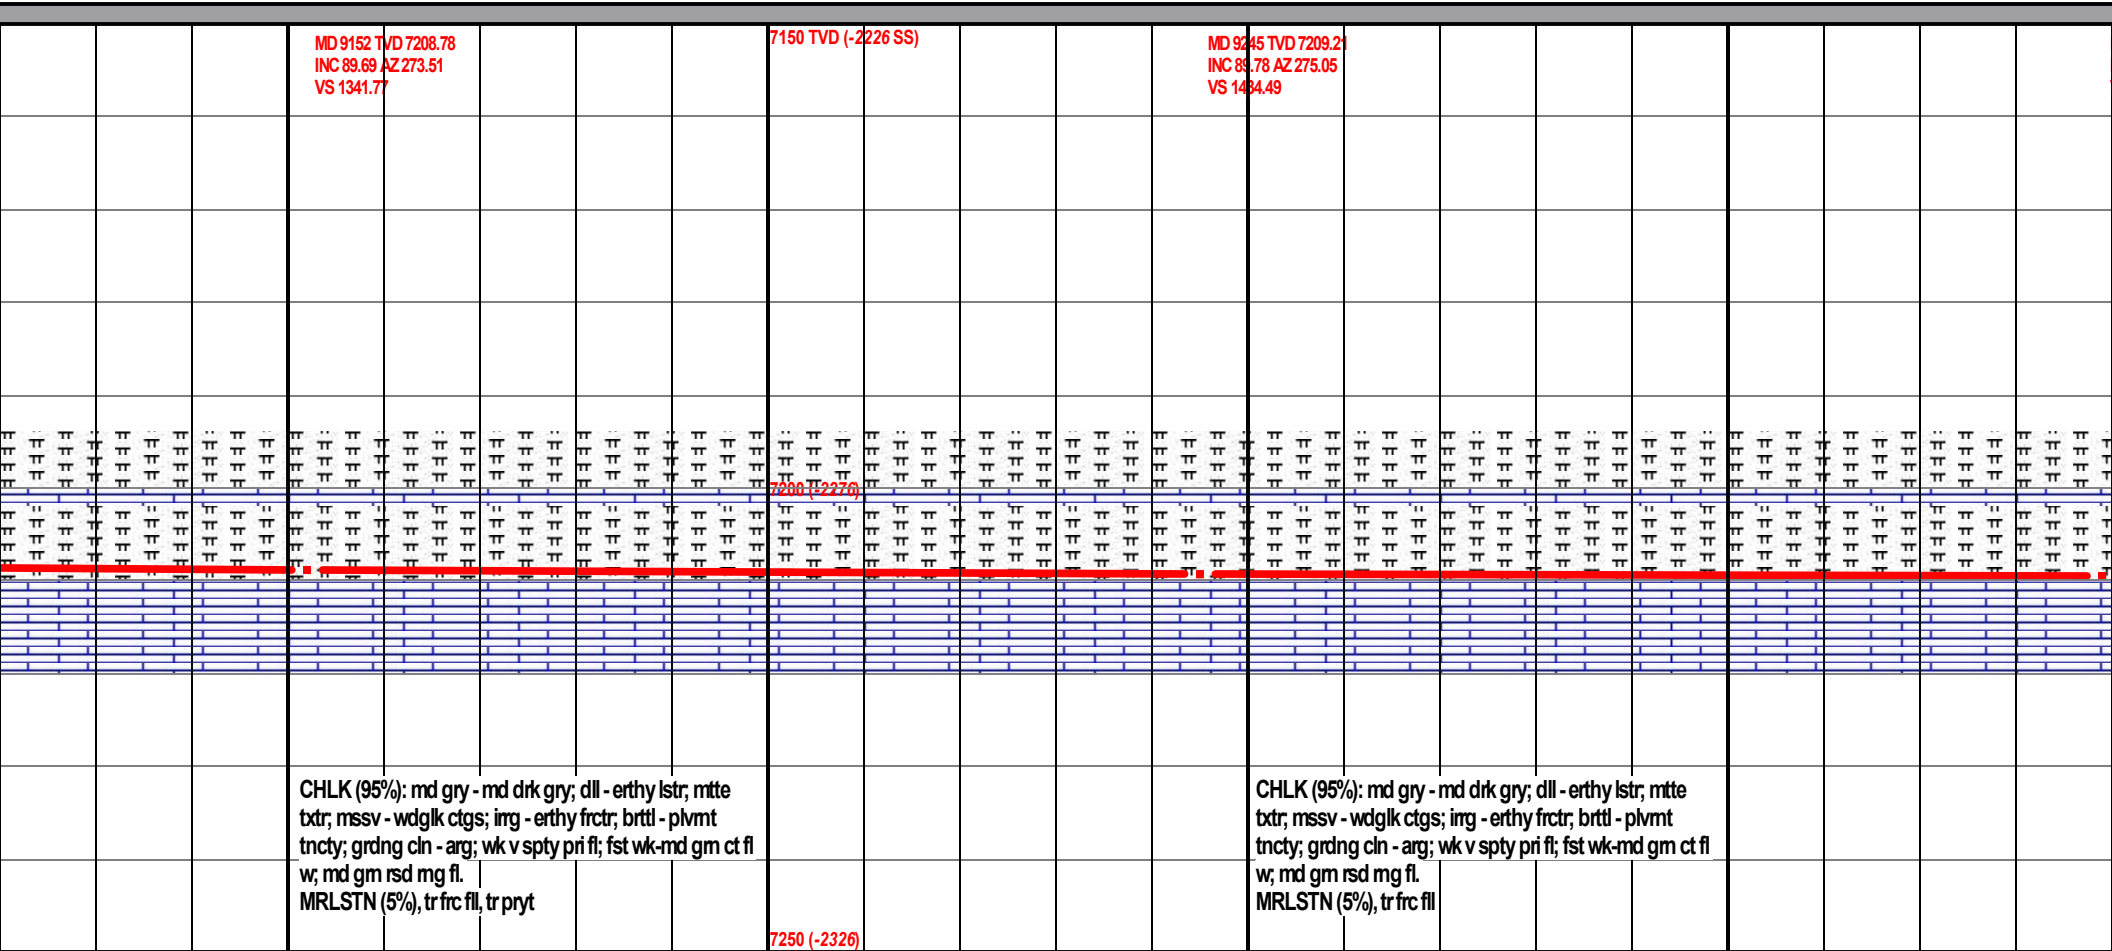 MD 9152 TVD 7208.78
INC 89.69 AZ 273.51
VS 1341.77
7150 TVD (-2226 SS)
MD 9245 TVD 7209.21
INC 89.78 AZ 275.05
VS 1434.49
7200 (-2276)
CHLK (95%): md gry - md drk gry; dll - erthy lstr; mtte
txtr; mssv - wdglk ctgs; irrg - erthy frctr; brttl - plvrnt
tncty; grdng cln - arg; wk v spty pri fl; fst wk-md grn ct fl
w; md grn rsd rng fl.
MRLSTN (5%), tr frc fll, tr pryt
CHLK (95%): md gry - md drk gry; dll - erthy lstr; mtte
txtr; mssv - wdglk ctgs; irrg - erthy frctr; brttl - plvrnt
tncty; grdng cln - arg; wk v spty pri fl; fst wk-md grn ct fl
w; md grn rsd rng fl.
MRLSTN (5%), tr frc fll
7250 (-2326)